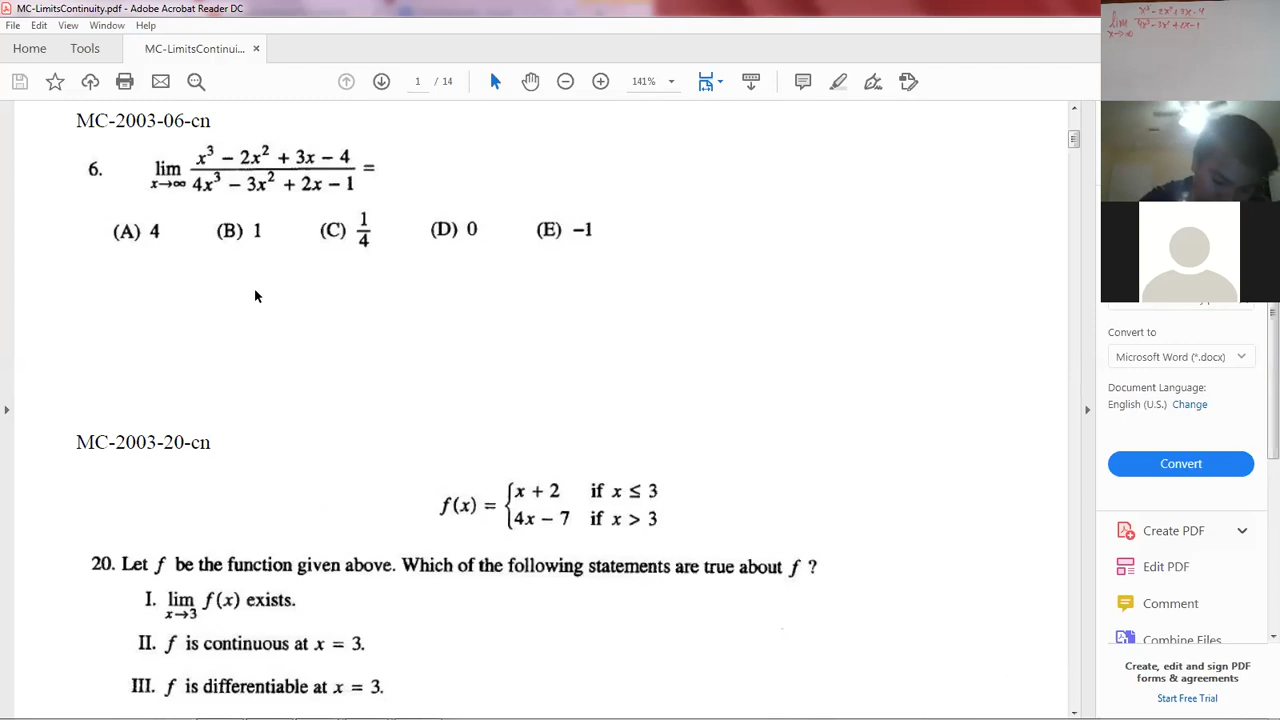 MC-LimitsContinuity.pdf - Adobe Acrobat Reader DC
File Edit View Window Help
Home Tools MC-LimitsContinui... ×
1 / 14 141%
MC-2003-06-cn
6. lim x→∞ (x³ − 2x² + 3x − 4)/(4x³ − 3x² + 2x − 1) =
(A) 4 (B) 1 (C) 1/4 (D) 0 (E) −1
MC-2003-20-cn
f(x) = { x + 2 if x ≤ 3
4x − 7 if x > 3
20. Let f be the function given above. Which of the following statements are true about f ?
I. lim x→3 f(x) exists.
II. f is continuous at x = 3.
III. f is differentiable at x = 3.
Convert to
Microsoft Word (*.docx)
Document Language:
English (U.S.) Change
Convert
Create PDF
Edit PDF
Comment
Combine Files
Create, edit and sign PDF
forms & agreements
Start Free Trial